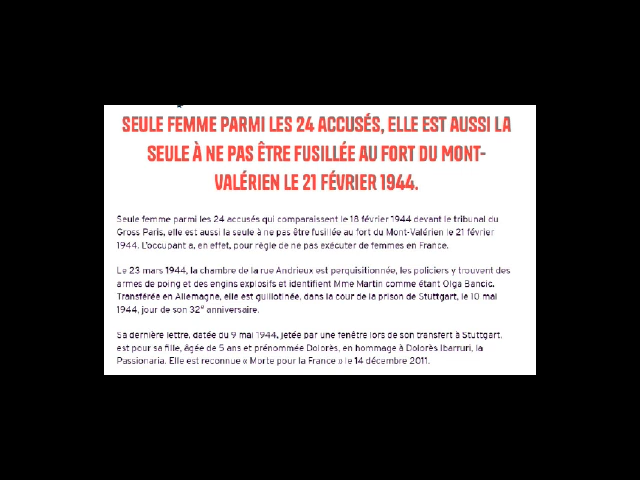 SEULE FEMME PARMI LES 24 ACCUSÉS, ELLE EST AUSSI LA
SEULE À NE PAS ÊTRE FUSILLÉE AU FORT DU MONT-
VALÉRIEN LE 21 FÉVRIER 1944.
Seule femme parmi les 24 accusés qui comparaissent le 18 février 1944 devant le tribunal du
Gross Paris, elle est aussi la seule à ne pas être fusillée au fort du Mont-Valérien le 21 février
1944. L'occupant a, en effet, pour règle de ne pas exécuter de femmes en France.
Le 23 mars 1944, la chambre de la rue Andrieux est perquisitionnée, les policiers y trouvent des
armes de poing et des engins explosifs et identifient Mme Martin comme étant Olga Bancic.
Transférée en Allemagne, elle est guillotinée, dans la cour de la prison de Stuttgart, le 10 mai
1944, jour de son 32e anniversaire.
Sa dernière lettre, datée du 9 mai 1944, jetée par une fenêtre lors de son transfert à Stuttgart,
est pour sa fille, âgée de 5 ans et prénommée Dolorès, en hommage à Dolorès Ibarruri, la
Passionaria. Elle est reconnue « Morte pour la France » le 14 décembre 2011.